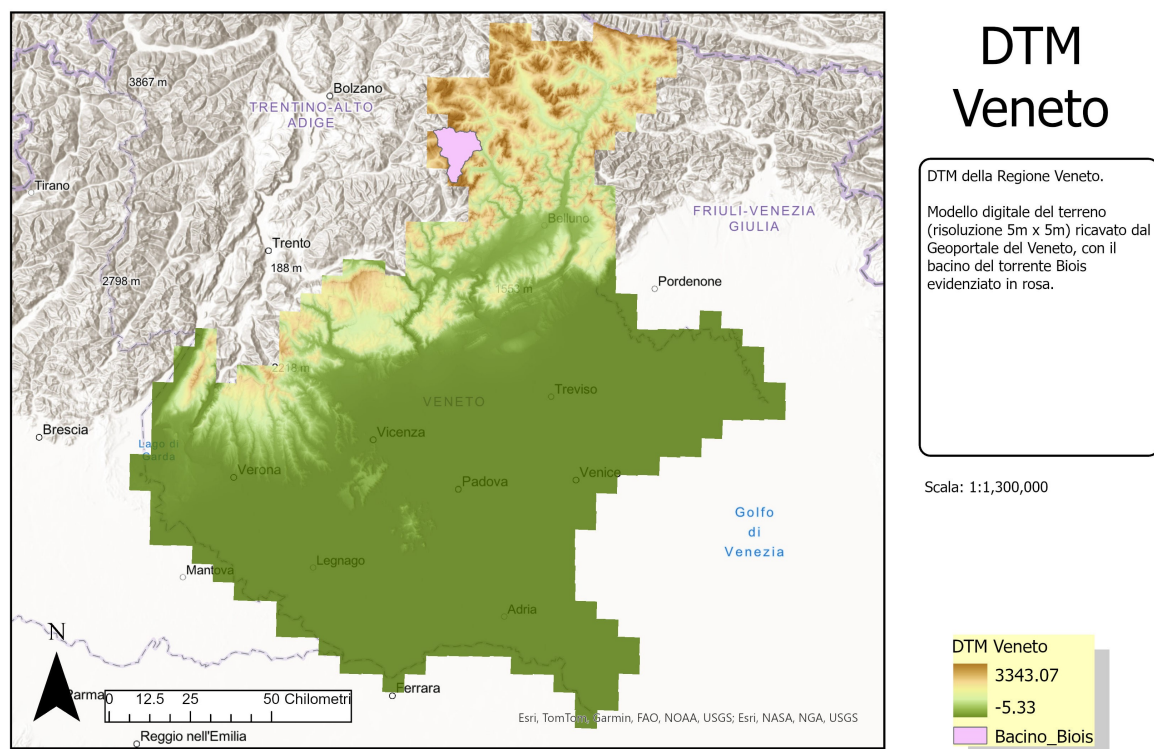 DTM
Veneto
DTM della Regione Veneto.
Modello digitale del terreno
(risoluzione 5m x 5m) ricavato dal
Geoportale del Veneto, con il
bacino del torrente Biois
evidenziato in rosa.
Scala: 1:1,300,000
3867 m
Bolzano
TRENTINO-ALTO
ADIGE
Tirano
FRIULI-VENEZIA
GIULIA
Belluno
Trento
188 m
2798 m
Pordenone
1553 m
2218 m
Treviso
VENETO
Brescia
Vicenza
Lago di
Garda
Verona
Padova
Venice
Golfo
di
Venezia
Legnago
Mantova
Adria
N
Parma
0 12.5 25 50 Chilometri
Ferrara
Reggio nell'Emilia
Esri, TomTom, Garmin, FAO, NOAA, USGS; Esri, NASA, NGA, USGS
DTM Veneto
3343.07
-5.33
Bacino_Biois